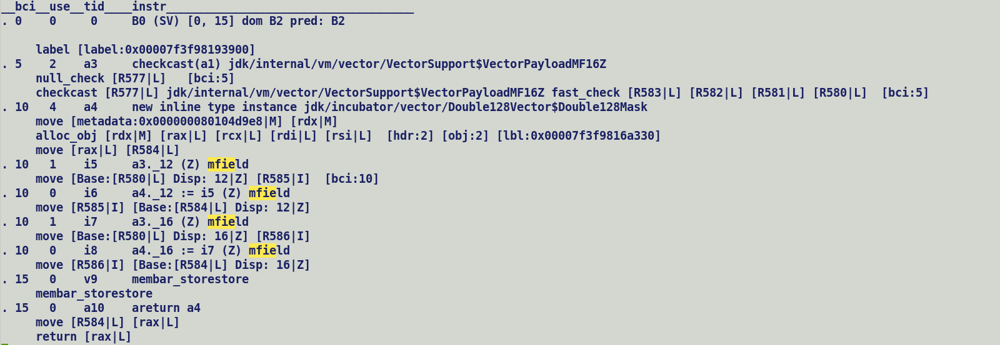 __bci__use__tid____instr____________________________________
. 0    0     0     B0 (SV) [0, 15] dom B2 pred: B2

     label [label:0x00007f3f98193900]
. 5    2    a3     checkcast(a1) jdk/internal/vm/vector/VectorSupport$VectorPayloadMF16Z
     null_check [R577|L]   [bci:5]
     checkcast [R577|L] jdk/internal/vm/vector/VectorSupport$VectorPayloadMF16Z fast_check [R583|L] [R582|L] [R581|L] [R580|L]  [bci:5]
. 10   4    a4     new inline type instance jdk/incubator/vector/Double128Vector$Double128Mask
     move [metadata:0x000000080104d9e8|M] [rdx|M]
     alloc_obj [rdx|M] [rax|L] [rcx|L] [rdi|L] [rsi|L]  [hdr:2] [obj:2] [lbl:0x00007f3f9816a330]
     move [rax|L] [R584|L]
. 10   1    i5     a3._12 (Z) mfield
     move [Base:[R580|L] Disp: 12|Z] [R585|I]  [bci:10]
. 10   0    i6     a4._12 := i5 (Z) mfield
     move [R585|I] [Base:[R584|L] Disp: 12|Z]
. 10   1    i7     a3._16 (Z) mfield
     move [Base:[R580|L] Disp: 16|Z] [R586|I]
. 10   0    i8     a4._16 := i7 (Z) mfield
     move [R586|I] [Base:[R584|L] Disp: 16|Z]
. 15   0    v9     membar_storestore
     membar_storestore
. 15   0    a10    areturn a4
     move [R584|L] [rax|L]
     return [rax|L]